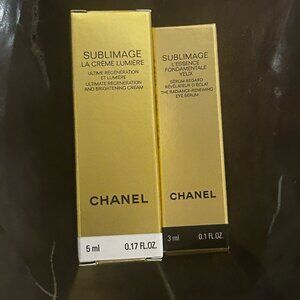 SUBLIMAGE
LA CRÈME LUMIÈRE
ULTIME RÉGÉNÉRATION
ET LUMIÈRE
ULTIMATE REGENERATION
AND BRIGHTENING CREAM
CHANEL
5 ml 0.17 FL.OZ.
SUBLIMAGE
L'ESSENCE
FONDAMENTALE
YEUX
SÉRUM REGARD
RÉVÉLATEUR D'ÉCLAT
THE RADIANCE-RENEWING
EYE SERUM
CHANEL
3 ml 0.1 FL.OZ.